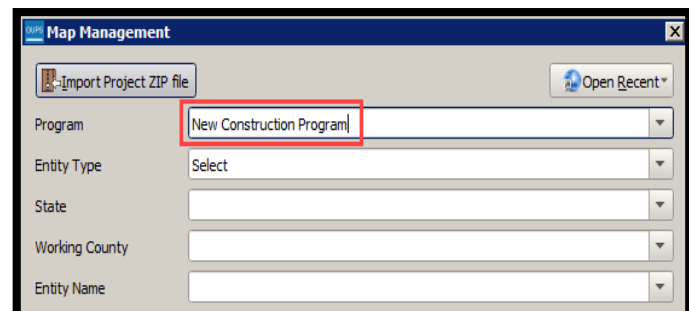 GUPS Map Management X
Import Project ZIP file Open Recent
Program New Construction Program
Entity Type Select
State
Working County
Entity Name